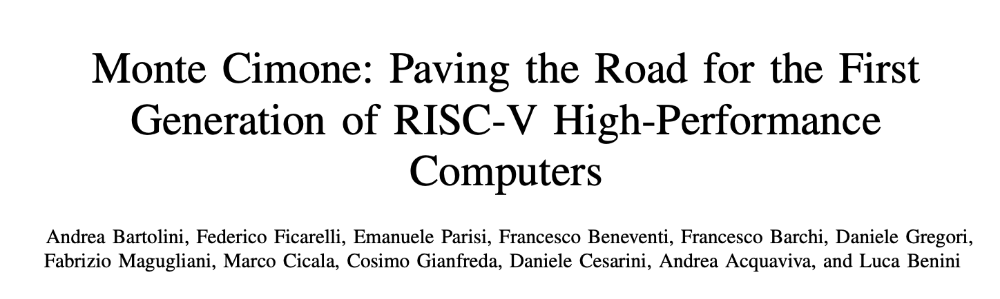 Monte Cimone: Paving the Road for the First
Generation of RISC-V High-Performance
Computers
Andrea Bartolini, Federico Ficarelli, Emanuele Parisi, Francesco Beneventi, Francesco Barchi, Daniele Gregori,
Fabrizio Magugliani, Marco Cicala, Cosimo Gianfreda, Daniele Cesarini, Andrea Acquaviva, and Luca Benini